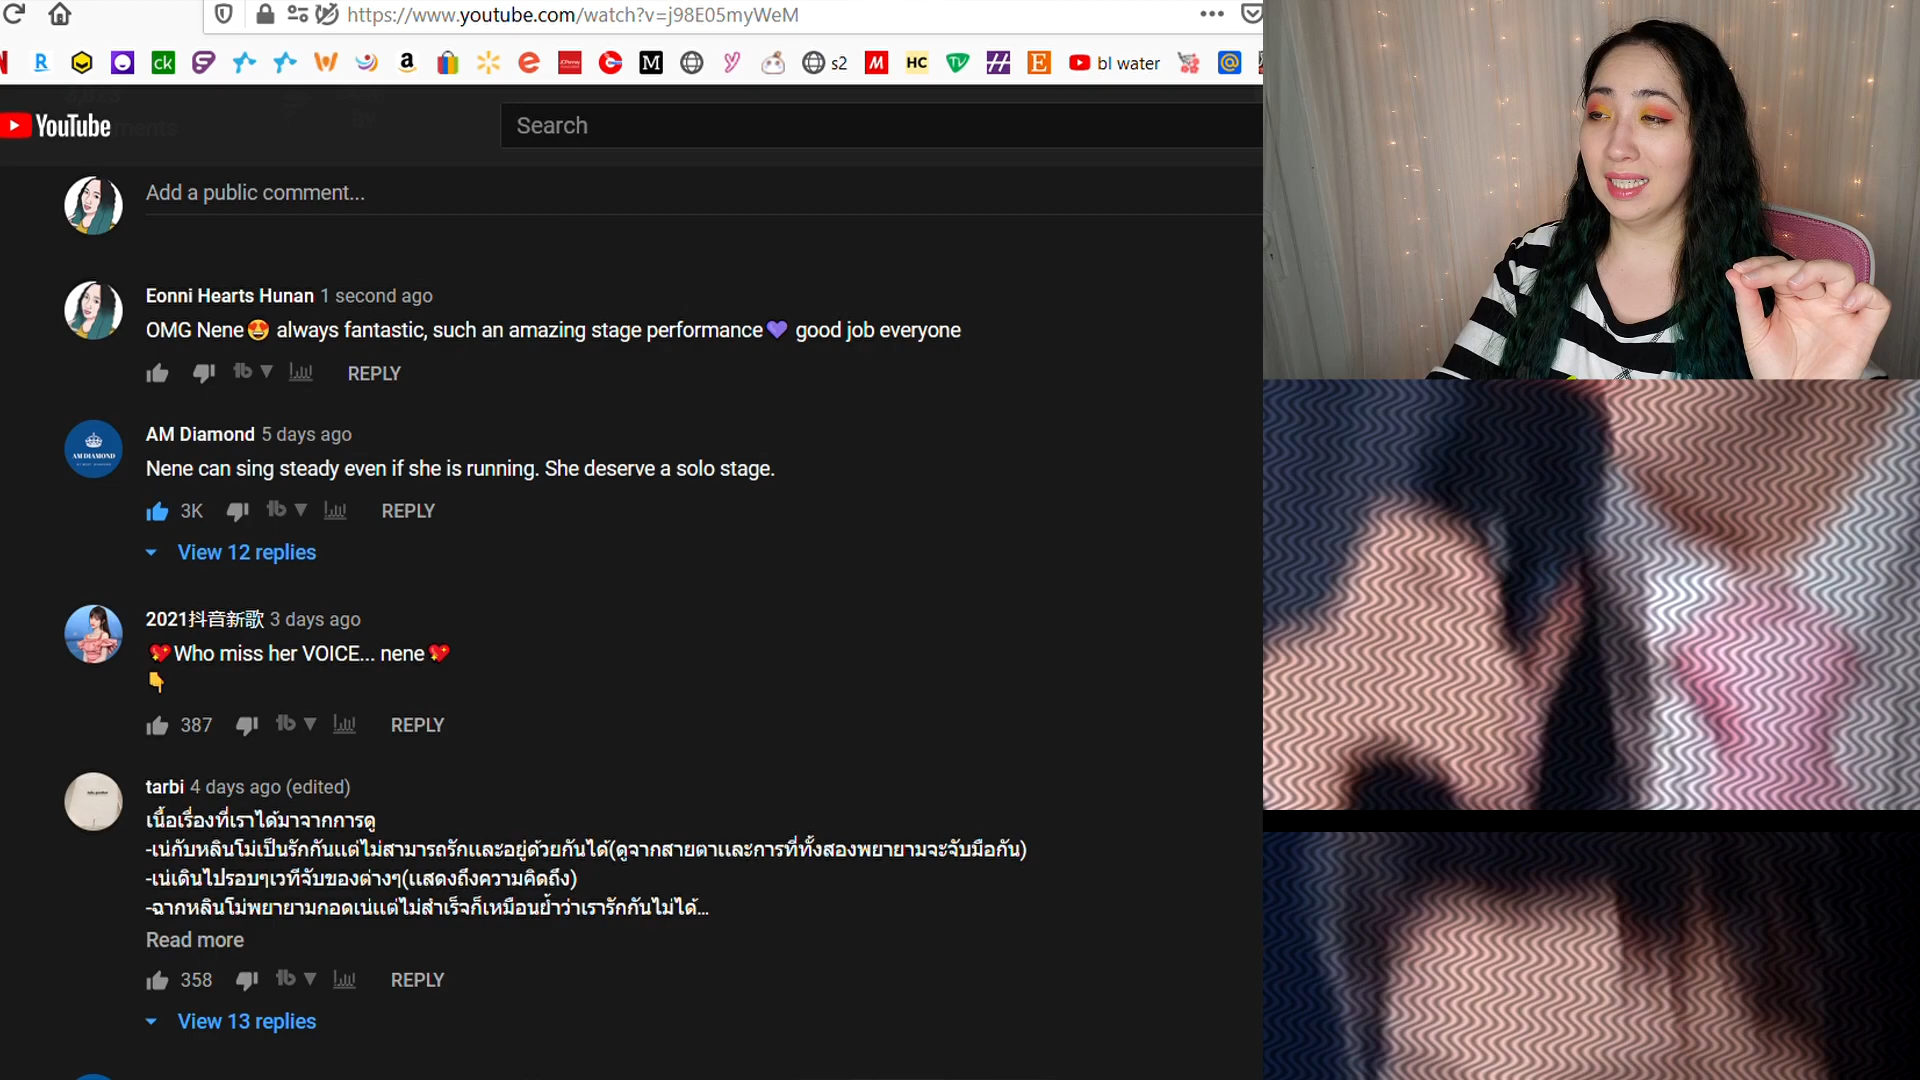 https://www.youtube.com/watch?v=j98E05myWeM
s2
bl water
YouTube
Search
Add a public comment...
Eonni Hearts Hunan 1 second ago
OMG Nene😍 always fantastic, such an amazing stage performance💜 good job everyone
REPLY
AM Diamond 5 days ago
Nene can sing steady even if she is running. She deserve a solo stage.
3K REPLY
View 12 replies
2021抖音新歌 3 days ago
💖Who miss her VOICE... nene💖
👇
387 REPLY
tarbi 4 days ago (edited)
เนื้อเรื่องที่เราได้มาจากการดู
-เน่กับหลินโม่เป็นรักกันแต่ไม่สามารถรักและอยู่ด้วยกันได้(ดูจากสายตาและการที่ทั้งสองพยายามจะจับมือกัน)
-เน่เดินไปรอบๆเวทีจับของต่างๆ(แสดงถึงความคิดถึง)
-ฉากหลินโม่พยายามกอดเน่แต่ไม่สำเร็จก็เหมือนย้ำว่าเรารักกันไม่ได้...
Read more
358 REPLY
View 13 replies